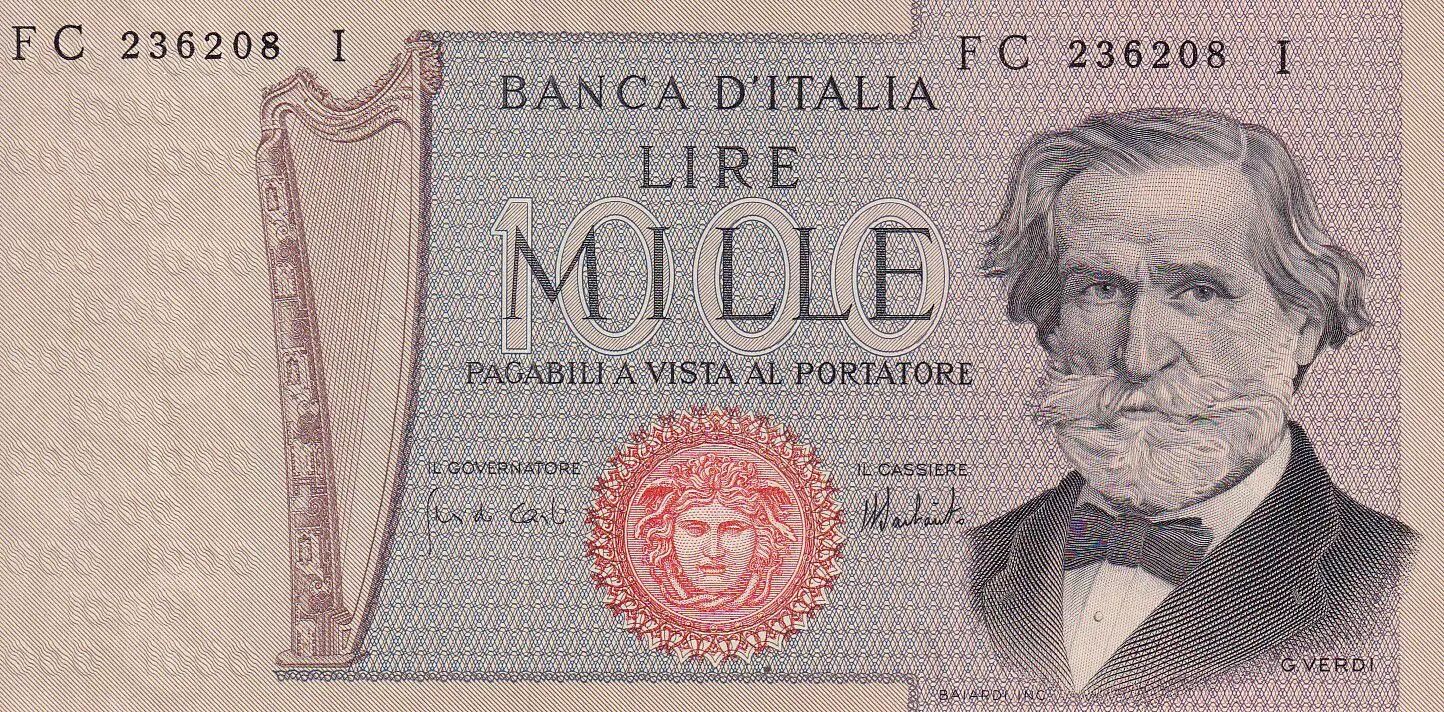 FC 236208 I
FC 236208 I
BANCA D'ITALIA
LIRE
1000
MILLE
PAGABILI A VISTA AL PORTATORE
IL GOVERNATORE
IL CASSIERE
G. VERDI
BAIARDI INC.